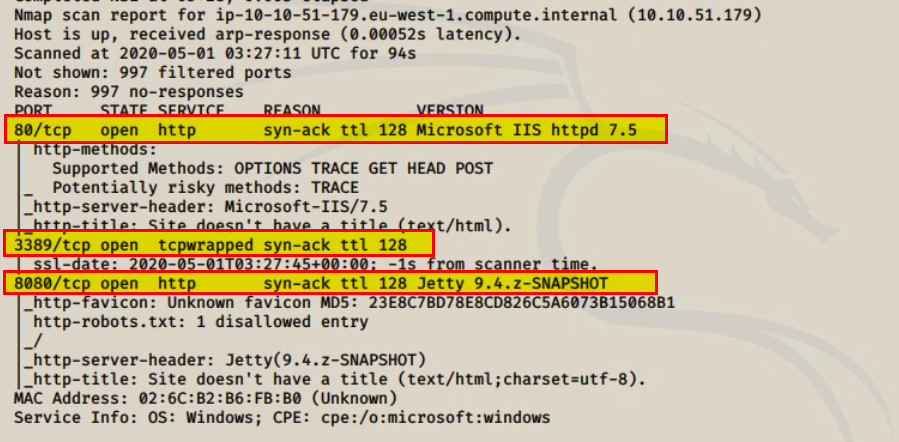 Nmap scan report for ip-10-10-51-179.eu-west-1.compute.internal (10.10.51.179)
Host is up, received arp-response (0.00052s latency).
Scanned at 2020-05-01 03:27:11 UTC for 94s
Not shown: 997 filtered ports
Reason: 997 no-responses
PORT     STATE SERVICE    REASON          VERSION
80/tcp   open  http       syn-ack ttl 128 Microsoft IIS httpd 7.5
| http-methods:
|   Supported Methods: OPTIONS TRACE GET HEAD POST
|_  Potentially risky methods: TRACE
|_http-server-header: Microsoft-IIS/7.5
|_http-title: Site doesn't have a title (text/html).
3389/tcp open  tcpwrapped syn-ack ttl 128
| ssl-date: 2020-05-01T03:27:45+00:00; -1s from scanner time.
8080/tcp open  http       syn-ack ttl 128 Jetty 9.4.z-SNAPSHOT
|_http-favicon: Unknown favicon MD5: 23E8C7BD78E8CD826C5A6073B15068B1
| http-robots.txt: 1 disallowed entry
|_/
|_http-server-header: Jetty(9.4.z-SNAPSHOT)
|_http-title: Site doesn't have a title (text/html;charset=utf-8).
MAC Address: 02:6C:B2:B6:FB:B0 (Unknown)
Service Info: OS: Windows; CPE: cpe:/o:microsoft:windows